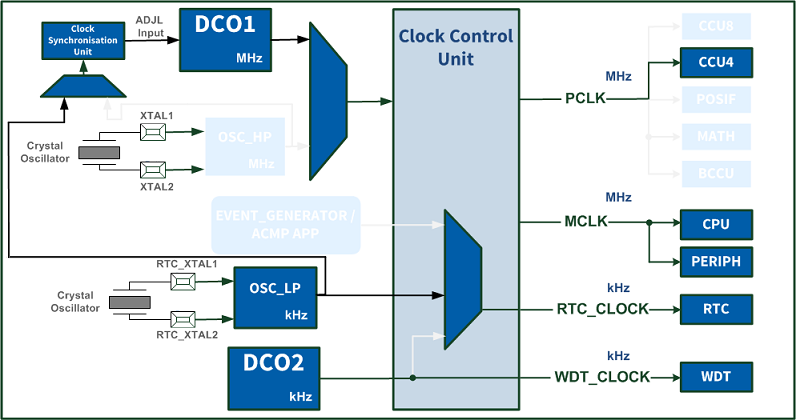 Clock
Synchronisation
Unit
ADJL
Input
DCO1
MHz
Clock Control
Unit
CCU8
MHz
CCU4
PCLK
POSIF
MATH
BCCU
XTAL1
Crystal
Oscillator
XTAL2
OSC_HP
MHz
EVENT_GENERATOR /
ACMP APP
MHz
MCLK
CPU
PERIPH
RTC_XTAL1
Crystal
Oscillator
RTC_XTAL2
OSC_LP
kHz
kHz
RTC_CLOCK
RTC
DCO2
kHz
kHz
WDT_CLOCK
WDT